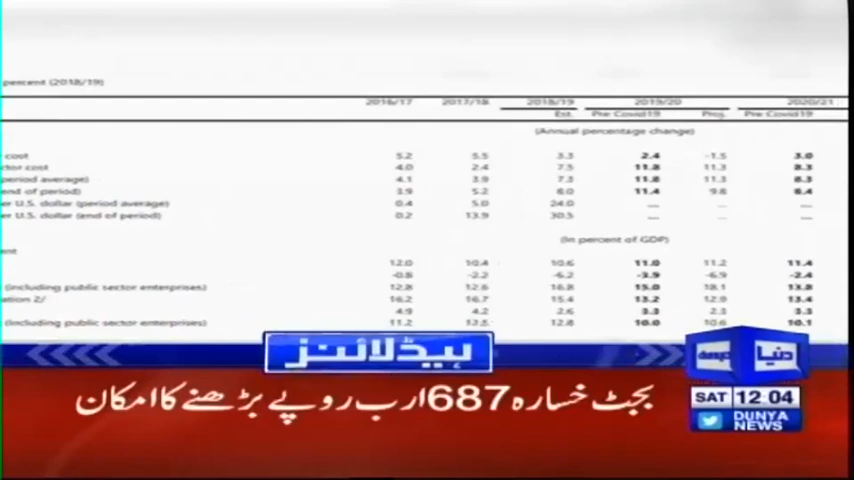 percent (2018/19)
2016/17 2017/18 2018/19 2019/20 2020/21
Est. Pre Covid19 Proj. Pre Covid19
(Annual percentage change)
cost 5.2 5.5 3.3 2.4 -1.5 3.0
ctor cost 4.0 2.4 7.5 11.8 11.3 8.3
period average) 4.1 3.9 7.3 11.8 11.3 8.3
end of period) 3.9 5.2 8.0 11.4 9.8 6.4
er U.S. dollar (period average) 0.4 5.0 24.0 ... ... ...
er U.S. dollar (end of period) 0.2 13.9 30.5 ... ... ...
(In percent of GDP)
ent
12.0 10.4 10.6 11.0 11.2 11.4
-0.8 -2.2 -6.2 -3.9 -6.9 -2.4
(including public sector enterprises) 12.8 12.6 16.8 15.0 18.1 13.8
ation 2/ 16.2 16.7 15.4 13.2 12.9 13.4
4.9 4.2 2.6 3.3 2.3 3.3
(including public sector enterprises) 11.2 12.8 10.0 10.6 10.1
ہیڈلائنز
دنیا
بجٹ خسارہ 687 ارب روپے بڑھنے کا امکان
SAT 12:04
DUNYA
NEWS